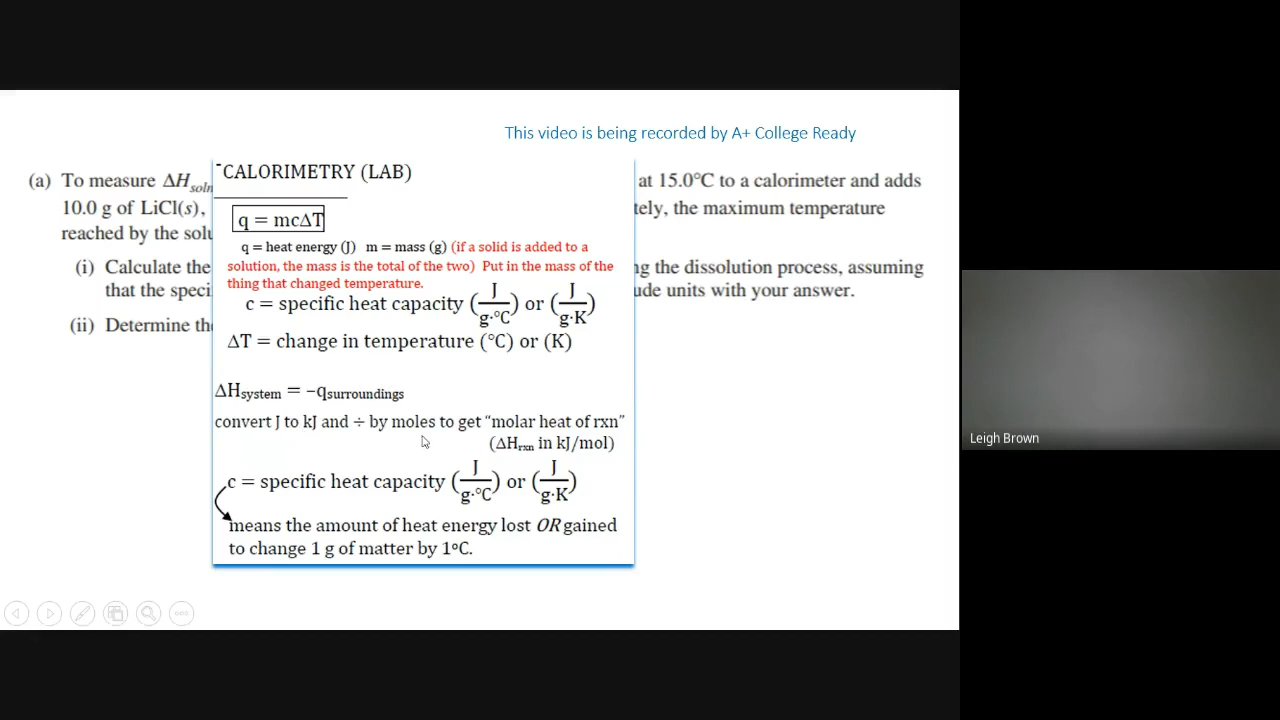 This video is being recorded by A+ College Ready
(a) To measure ΔHsoln
10.0 g of LiCl(s),
reached by the solu
(i) Calculate the
that the speci
(ii) Determine the
at 15.0°C to a calorimeter and adds
tely, the maximum temperature
ng the dissolution process, assuming
ude units with your answer.
CALORIMETRY (LAB)
q = mcΔT
q = heat energy (J) m = mass (g) (if a solid is added to a
solution, the mass is the total of the two) Put in the mass of the
thing that changed temperature.
c = specific heat capacity (J/g·°C) or (J/g·K)
ΔT = change in temperature (°C) or (K)
ΔHsystem = −qsurroundings
convert J to kJ and ÷ by moles to get “molar heat of rxn”
(ΔHrxn in kJ/mol)
c = specific heat capacity (J/g·°C) or (J/g·K)
means the amount of heat energy lost OR gained
to change 1 g of matter by 1°C.
Leigh Brown